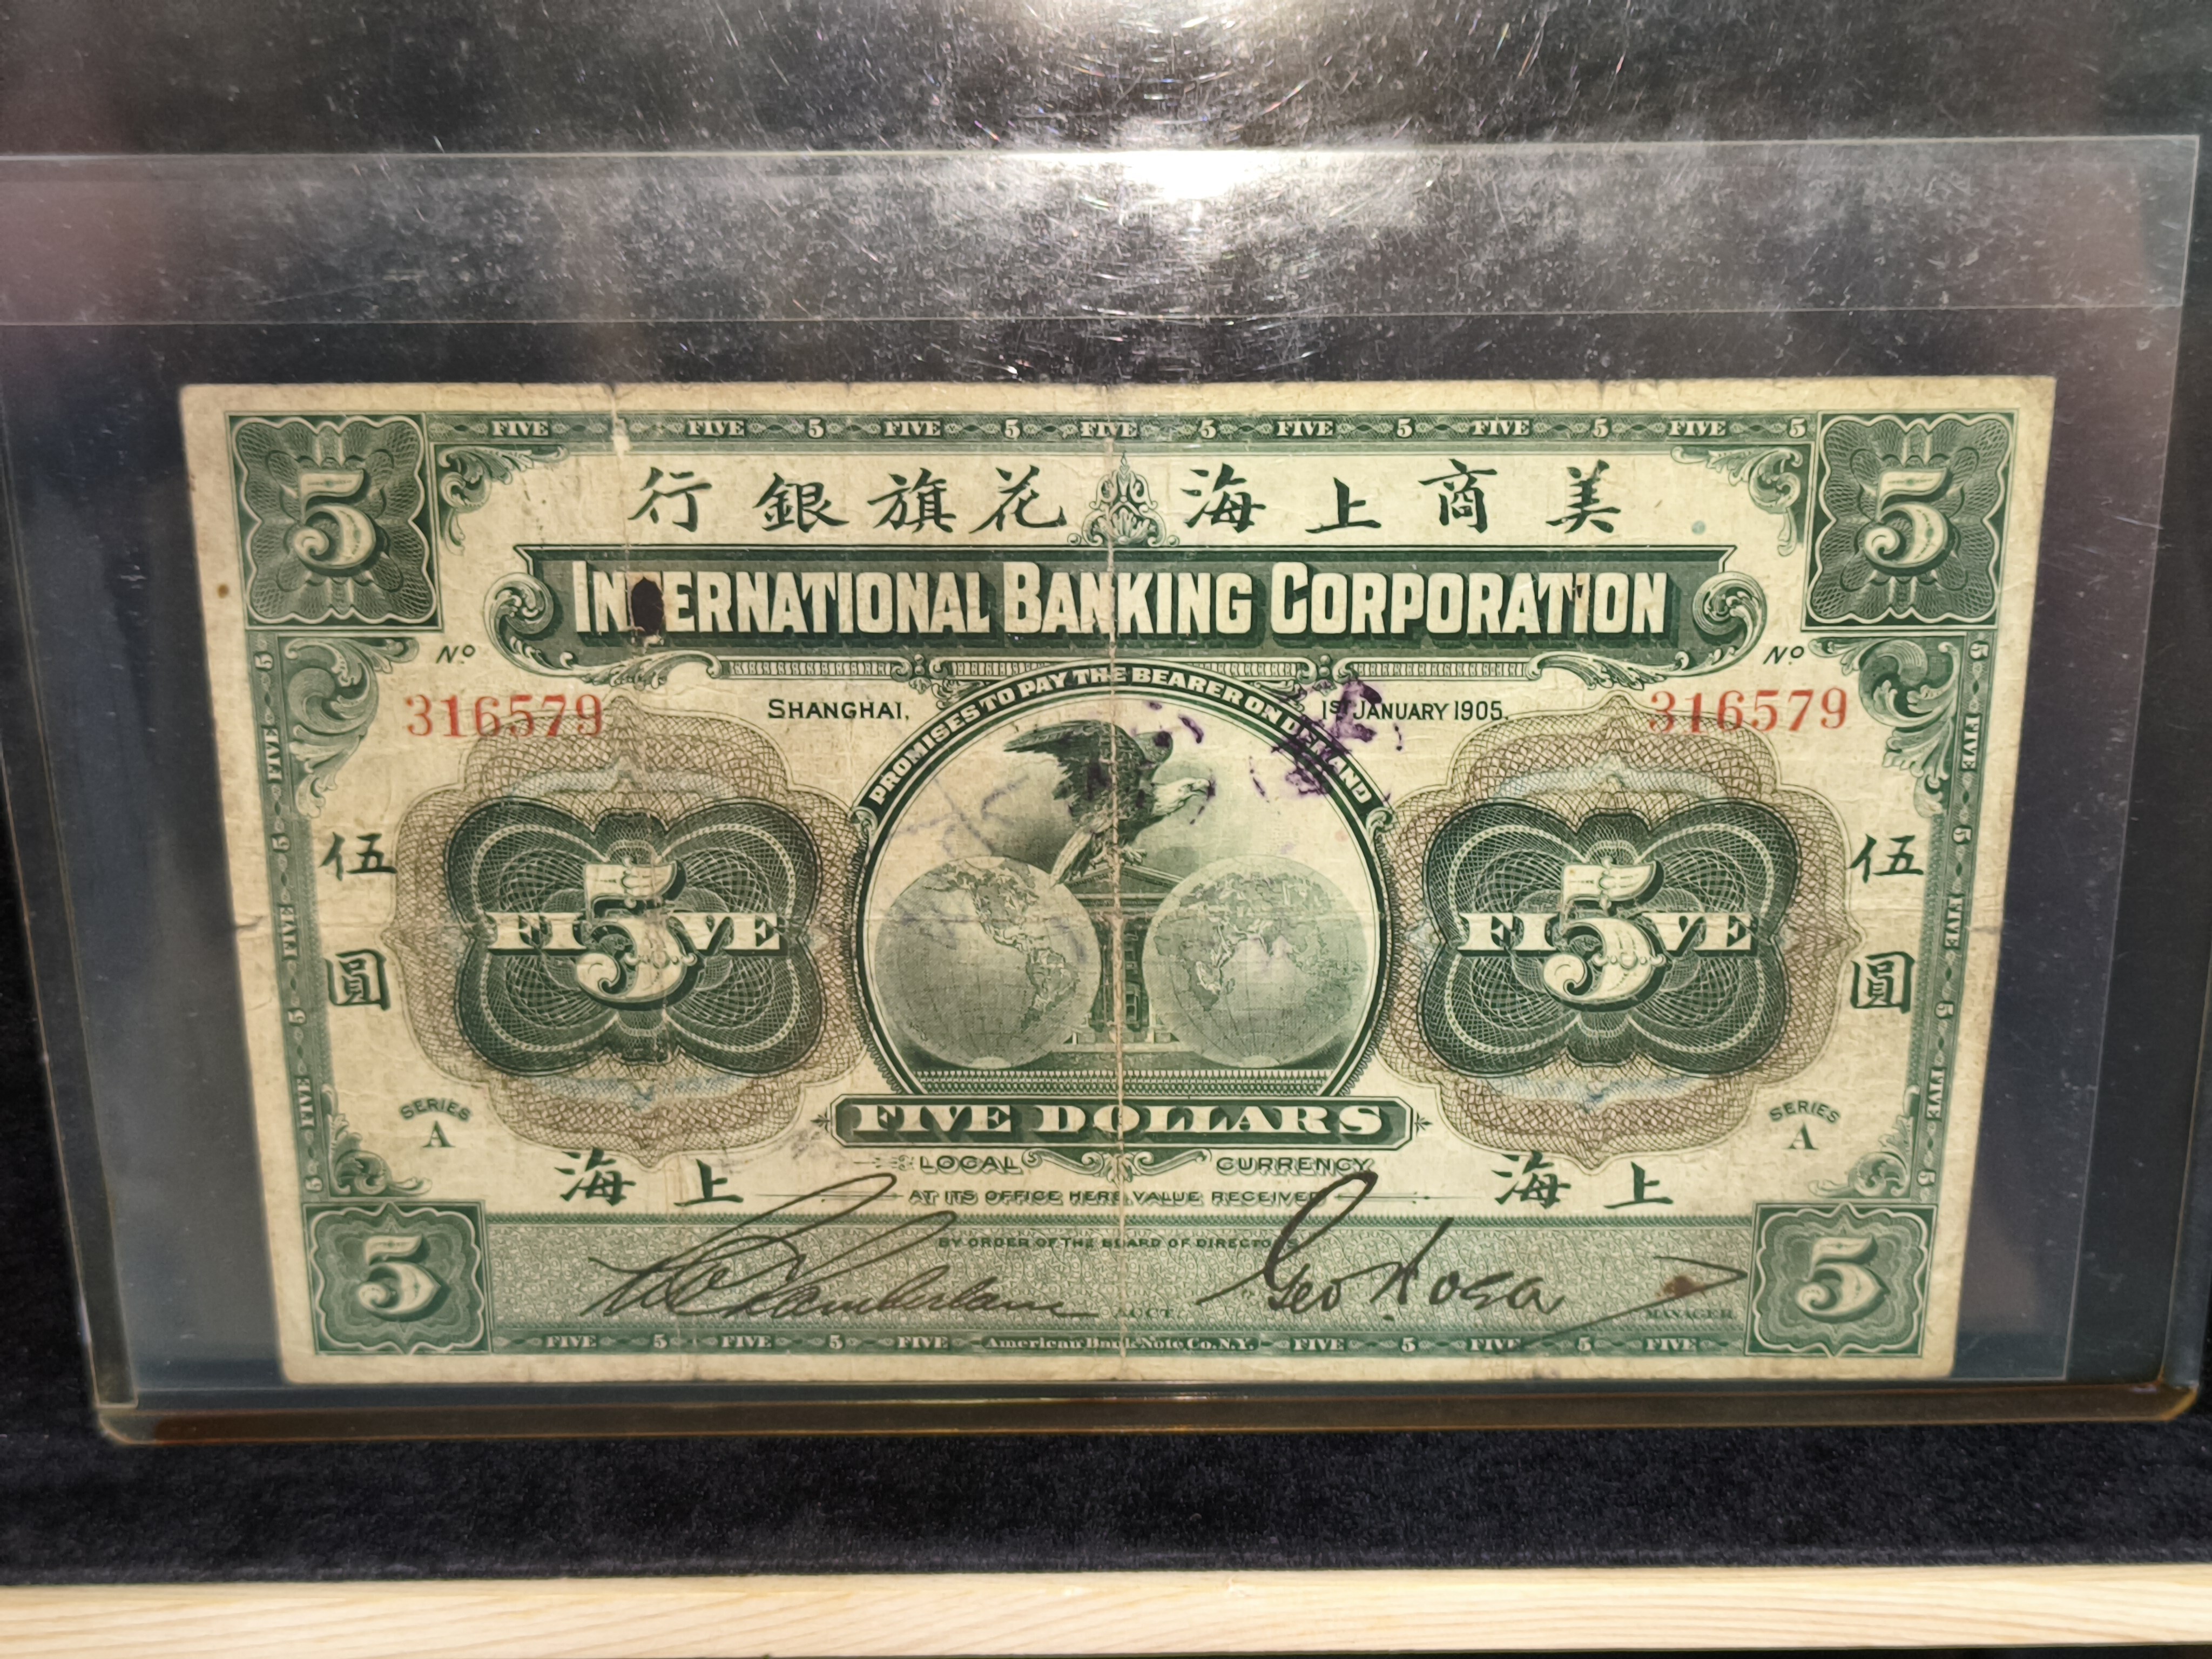 5 FIVE FIVE 5 FIVE 5 FIVE 5 FIVE 5 FIVE 5 FIVE 5 5
美商上海花旗銀行
INTERNATIONAL BANKING CORPORATION
Nº Nº
316579 SHANGHAI, 1ST JANUARY 1905. 316579
PROMISES TO PAY THE BEARER ON DEMAND
伍圓 FIVE 5 FIVE 5 伍圓
SERIES A FIVE DOLLARS SERIES A
LOCAL CURRENCY
上海 AT ITS OFFICE HERE, VALUE RECEIVED 上海
BY ORDER OF THE BOARD OF DIRECTORS.
ACCT. Geo MANAGER.
5 FIVE 5 FIVE 5 FIVE American Bank Note Co. N.Y. FIVE 5 FIVE 5 FIVE 5